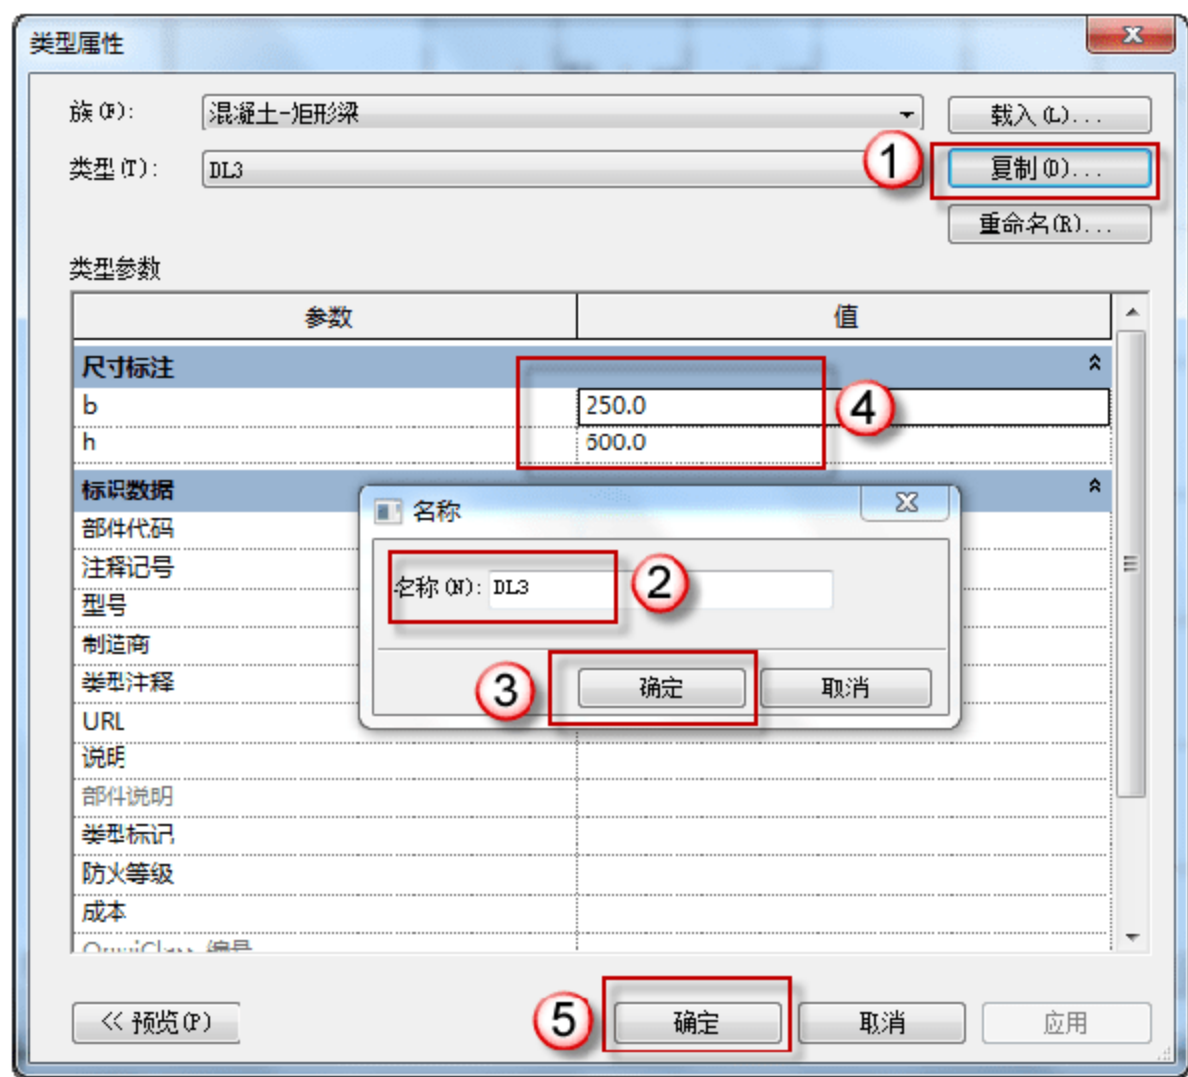 类型属性
族(F): 混凝土-矩形梁 载入(L)...
类型(T): DL3 ① 复制(D)...
重命名(R)...
类型参数
参数 值
尺寸标注
b 250.0 ④
h 600.0
标识数据
名称
部件代码
注释记号
名称(N): DL3 ②
型号
制造商
类型注释
③ 确定 取消
URL
说明
部件说明
类型标记
防火等级
成本
OmniClass 编号
<< 预览(P) ⑤ 确定 取消 应用